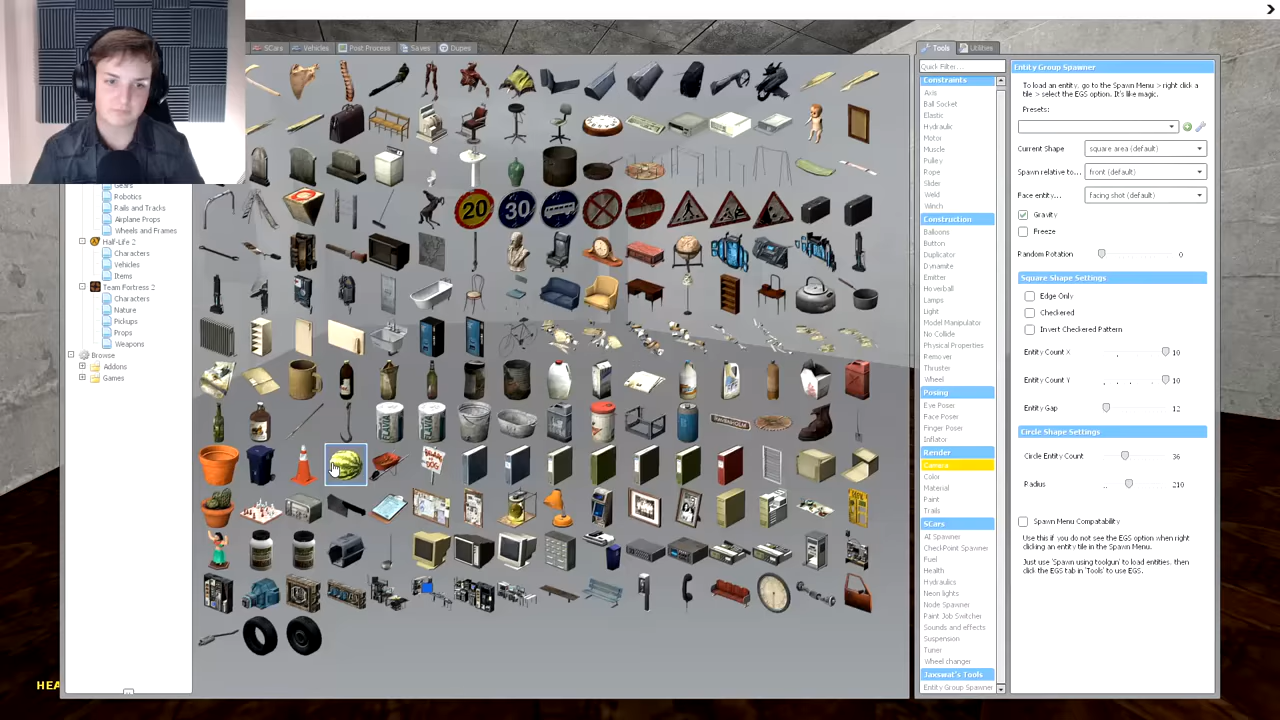 SCars Vehicles Post Process Saves Dupes
Gears
Robotics
Rails and Tracks
Airplane Props
Wheels and Frames
Half-Life 2
Characters
Vehicles
Items
Team Fortress 2
Characters
Nature
Pickups
Props
Weapons
Browse
Addons
Games
20
30
HEA
Tools Utilities
Quick Filter...
Constraints
Axis
Ball Socket
Elastic
Hydraulic
Motor
Muscle
Pulley
Rope
Slider
Weld
Winch
Construction
Balloons
Button
Duplicator
Dynamite
Emitter
Hoverball
Lamps
Light
Model Manipulator
No Collide
Physical Properties
Remover
Thruster
Wheel
Posing
Eye Poser
Face Poser
Finger Poser
Inflator
Render
Camera
Color
Material
Paint
Trails
SCars
AI Spawner
CheckPoint Spawner
Fuel
Health
Hydraulics
Neon lights
Node Spawner
Paint Job Switcher
Sounds and effects
Suspension
Tuner
Wheel changer
Jaxswat's Tools
Entity Group Spawner
Entity Group Spawner
To load an entity, go to the Spawn Menu > right click a
tile > select the EGS option. It's like magic.
Presets:
Current Shape square area (default)
Spawn relative to... front (default)
Face entity... facing shot (default)
Gravity
Freeze
Random Rotation 0
Square Shape Settings
Edge Only
Checkered
Invert Checkered Pattern
Entity Count X 10
Entity Count Y 10
Entity Gap 12
Circle Shape Settings
Circle Entity Count 36
Radius 210
Spawn Menu Compatability
Use this if you do not see the EGS option when right
clicking an entity tile in the Spawn Menu.
Just use 'Spawn using toolgun' to load entities, then
click the EGS tab in 'Tools' to use EGS.